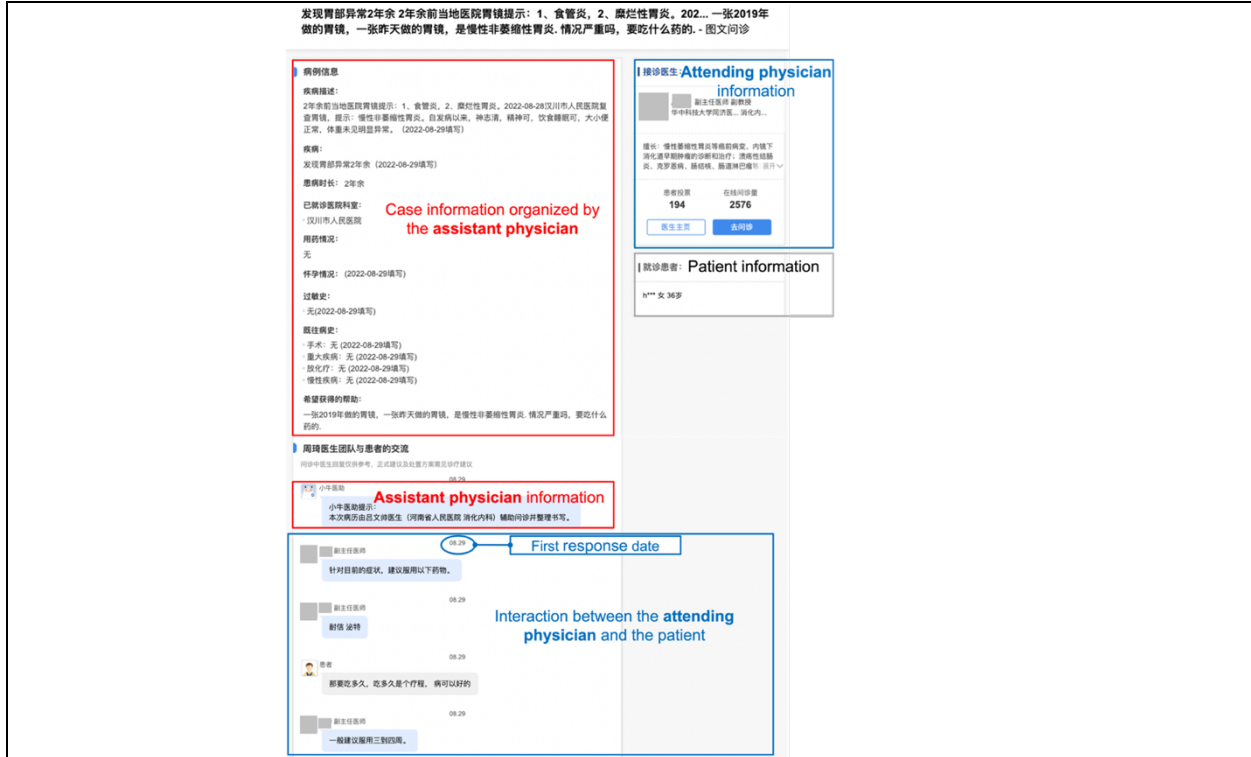 发现胃部异常2年余 2年余前当地医院胃镜提示：1、食管炎，2、糜烂性胃炎。202... 一张2019年
做的胃镜，一张昨天做的胃镜，是慢性非萎缩性胃炎. 情况严重吗，要吃什么药的. - 图文问诊
病例信息
疾病描述：
2年余前当地医院胃镜提示：1、食管炎，2、糜烂性胃炎。2022-08-28汉川市人民医院复
查胃镜，提示：慢性非萎缩性胃炎。自发病以来，神志清，精神可，饮食睡眠可，大小便
正常，体重未见明显异常。（2022-08-29填写）
疾病：
发现胃部异常2年余（2022-08-29填写）
患病时长： 2年余
已就诊医院科室：
· 汉川市人民医院
用药情况：
无
怀孕情况：（2022-08-29填写）
过敏史：
· 无(2022-08-29填写)
既往病史：
· 手术：无 (2022-08-29填写)
· 重大疾病：无 (2022-08-29填写)
· 放化疗：无 (2022-08-29填写)
· 慢性疾病：无 (2022-08-29填写)
希望获得的帮助：
一张2019年做的胃镜，一张昨天做的胃镜，是慢性非萎缩性胃炎. 情况严重吗，要吃什么
药的.
Case information organized by
the assistant physician
接诊医生：Attending physician
information
副主任医师 副教授
华中科技大学同济医... 消化内...
擅长：慢性萎缩性胃炎等癌前病变、内镜下
消化道早期肿瘤的诊断和治疗；溃疡性结肠
炎、克罗恩病、肠结核、肠道淋巴瘤等 展开
患者投票 在线问诊量
194 2576
医生主页 去问诊
就诊患者： Patient information
h*** 女 36岁
周琦医生团队与患者的交流
问诊中医生回复仅供参考，正式建议及处置方案需见诊疗建议
08.29
小牛医助
Assistant physician information
小牛医助提示：
本次病历由吕文帅医生（河南省人民医院 消化内科）辅助问诊并整理书写。
08.29
First response date
副主任医师
针对目前的症状，建议服用以下药物。
08.29
副主任医师
耐信 泌特
Interaction between the attending
physician and the patient
08.29
患者
那要吃多久，吃多久是个疗程， 病可以好的
08.29
副主任医师
一般建议服用三到四周。